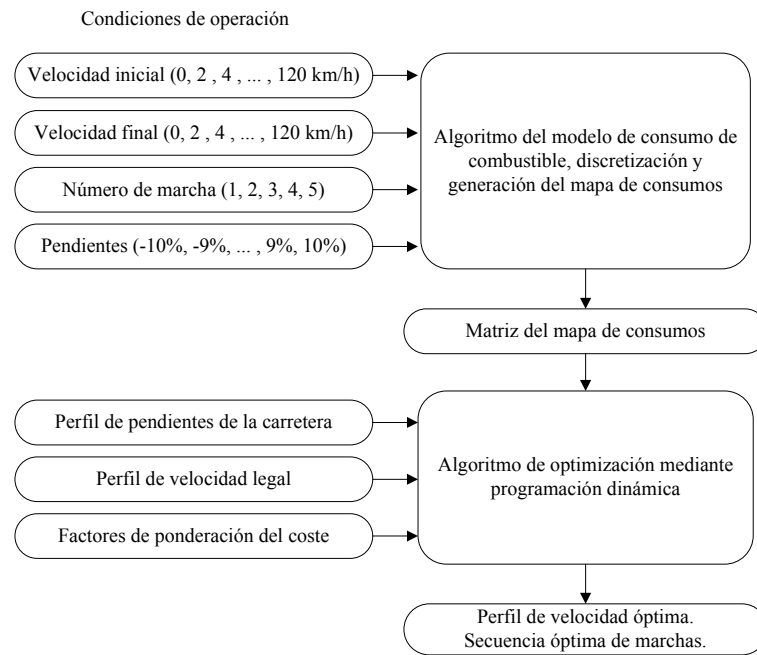 Condiciones de operación
Velocidad inicial (0, 2 , 4 , ... , 120 km/h)
Velocidad final (0, 2 , 4 , ... , 120 km/h)
Número de marcha (1, 2, 3, 4, 5)
Pendientes (-10%, -9%, ... , 9%, 10%)
Algoritmo del modelo de consumo de
combustible, discretización y
generación del mapa de consumos
Matriz del mapa de consumos
Perfil de pendientes de la carretera
Perfil de velocidad legal
Factores de ponderación del coste
Algoritmo de optimización mediante
programación dinámica
Perfil de velocidad óptima.
Secuencia óptima de marchas.